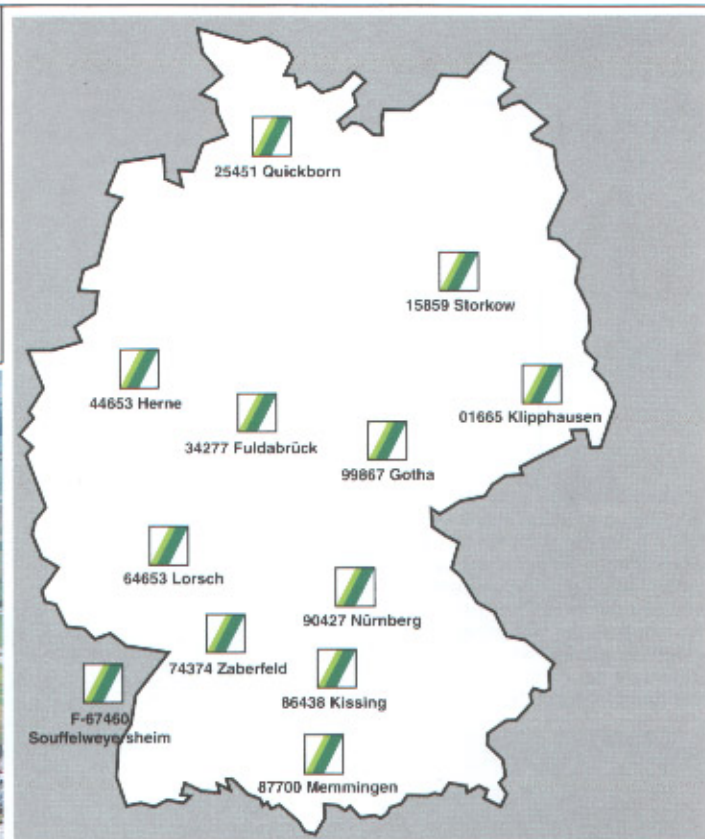 25451 Quickborn
15859 Storkow
44653 Herne
01665 Klipphausen
34277 Fuldabrück
99867 Gotha
64653 Lorsch
90427 Nürnberg
74374 Zaberfeld
86438 Kissing
F-67460
Souffelweyersheim
87700 Memmingen